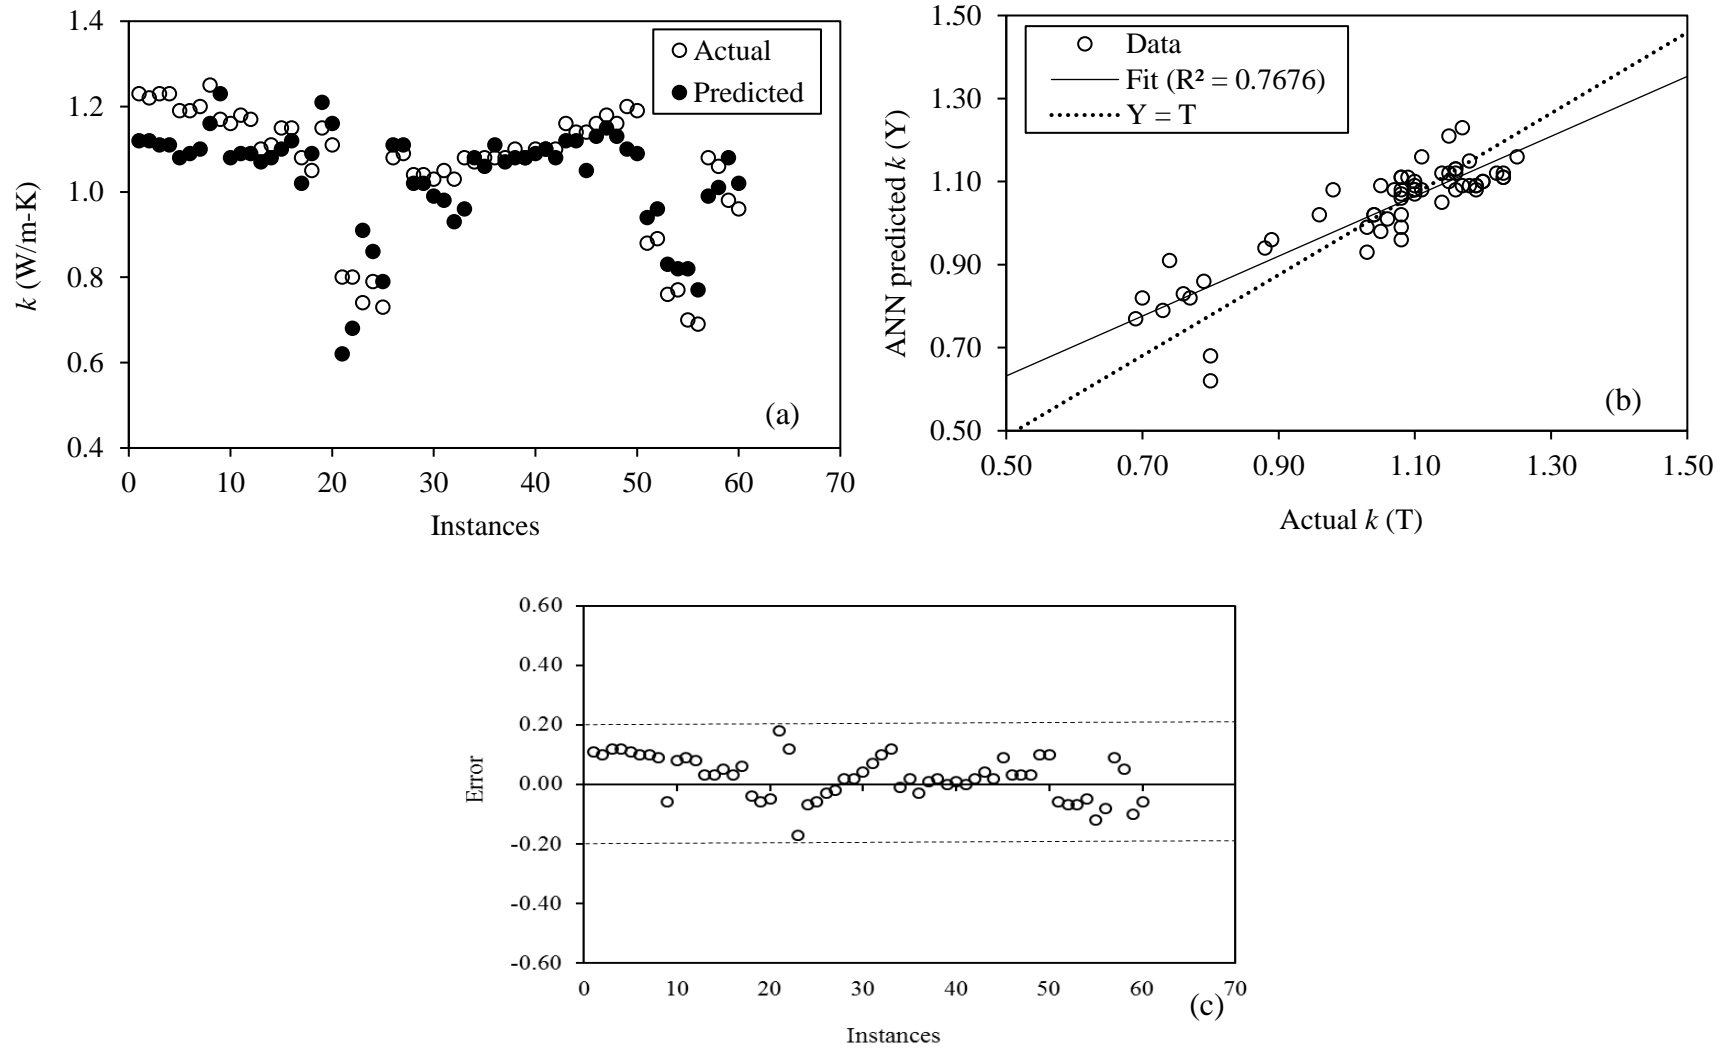 1.4
1.2
1.0
0.8
0.6
0.4
k (W/m-K)
Actual
Predicted
(a)
0 10 20 30 40 50 60 70
Instances
1.50
1.30
1.10
0.90
0.70
0.50
ANN predicted k (Y)
Data
Fit (R² = 0.7676)
Y = T
(b)
0.50 0.70 0.90 1.10 1.30 1.50
Actual k (T)
0.60
0.40
0.20
0.00
-0.20
-0.40
-0.60
Error
0 10 20 30 40 50 60 70
(c)
Instances